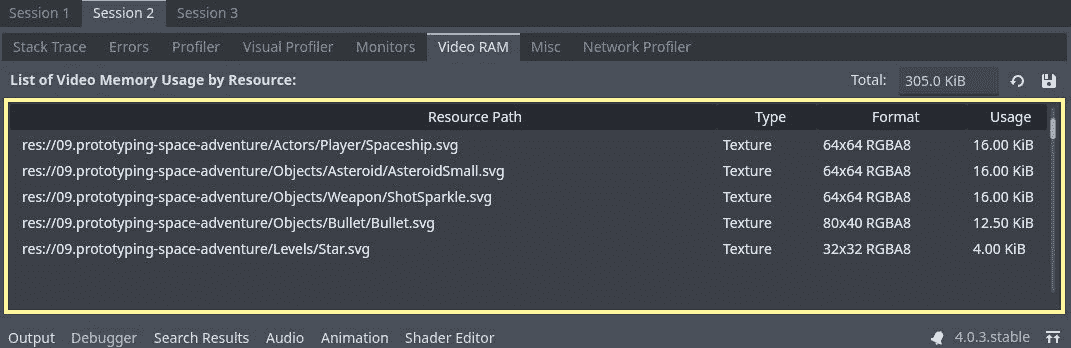 Session 1 Session 2 Session 3
Stack Trace Errors Profiler Visual Profiler Monitors Video RAM Misc Network Profiler
List of Video Memory Usage by Resource: Total: 305.0 KiB
Resource Path Type Format Usage
res://09.prototyping-space-adventure/Actors/Player/Spaceship.svg Texture 64x64 RGBA8 16.00 KiB
res://09.prototyping-space-adventure/Objects/Asteroid/AsteroidSmall.svg Texture 64x64 RGBA8 16.00 KiB
res://09.prototyping-space-adventure/Objects/Weapon/ShotSparkle.svg Texture 64x64 RGBA8 16.00 KiB
res://09.prototyping-space-adventure/Objects/Bullet/Bullet.svg Texture 80x40 RGBA8 12.50 KiB
res://09.prototyping-space-adventure/Levels/Star.svg Texture 32x32 RGBA8 4.00 KiB
Output Debugger Search Results Audio Animation Shader Editor 4.0.3.stable